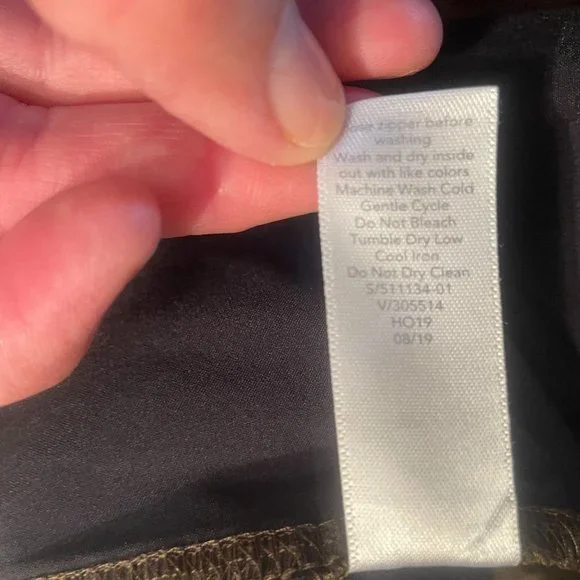 zipper before
washing
Wash and dry inside
out with like colors
Machine Wash Cold
Gentle Cycle
Do Not Bleach
Tumble Dry Low
Cool Iron
Do Not Dry Clean
S/511134-01
V/305514
HO19
08/19